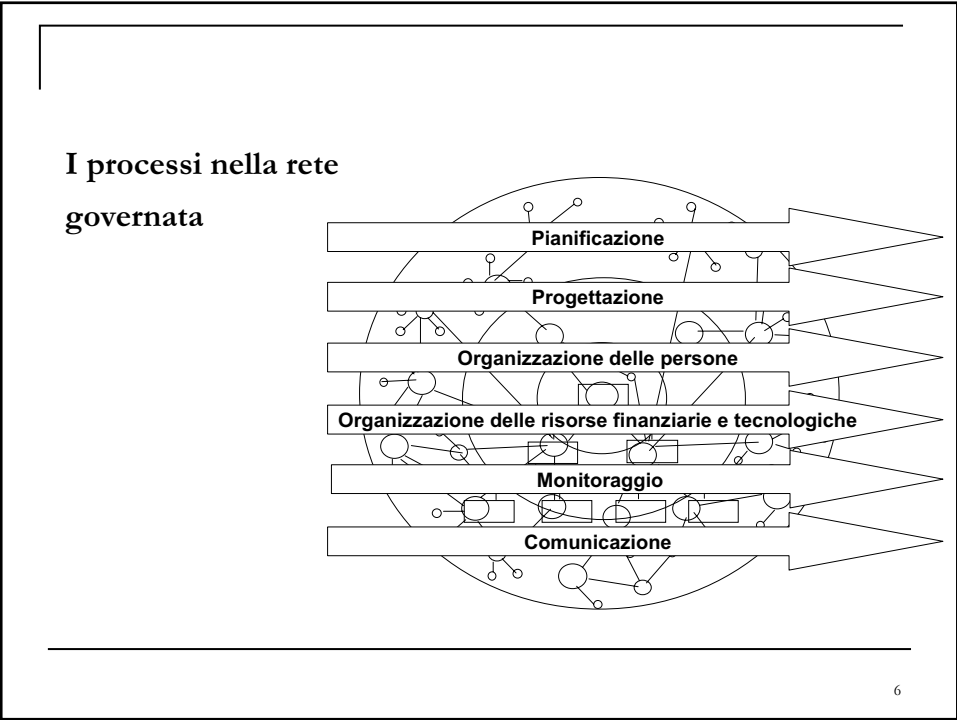 I processi nella rete
governata
Pianificazione
Progettazione
Organizzazione delle persone
Organizzazione delle risorse finanziarie e tecnologiche
Monitoraggio
Comunicazione
6